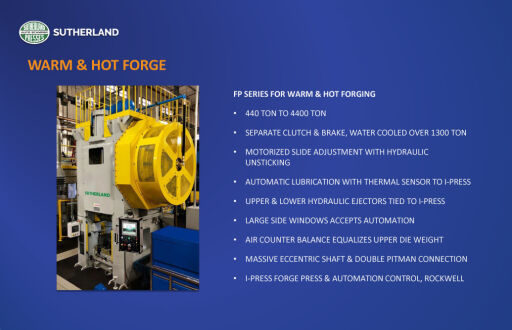 SUTHERLAND
PRESSES
SUTHERLAND
WARM & HOT FORGE
FP SERIES FOR WARM & HOT FORGING
• 440 TON TO 4400 TON
• SEPARATE CLUTCH & BRAKE, WATER COOLED OVER 1300 TON
• MOTORIZED SLIDE ADJUSTMENT WITH HYDRAULIC
UNSTICKING
• AUTOMATIC LUBRICATION WITH THERMAL SENSOR TO I-PRESS
• UPPER & LOWER HYDRAULIC EJECTORS TIED TO I-PRESS
• LARGE SIDE WINDOWS ACCEPTS AUTOMATION
• AIR COUNTER BALANCE EQUALIZES UPPER DIE WEIGHT
• MASSIVE ECCENTRIC SHAFT & DOUBLE PITMAN CONNECTION
• I-PRESS FORGE PRESS & AUTOMATION CONTROL, ROCKWELL
SUTHERLAND